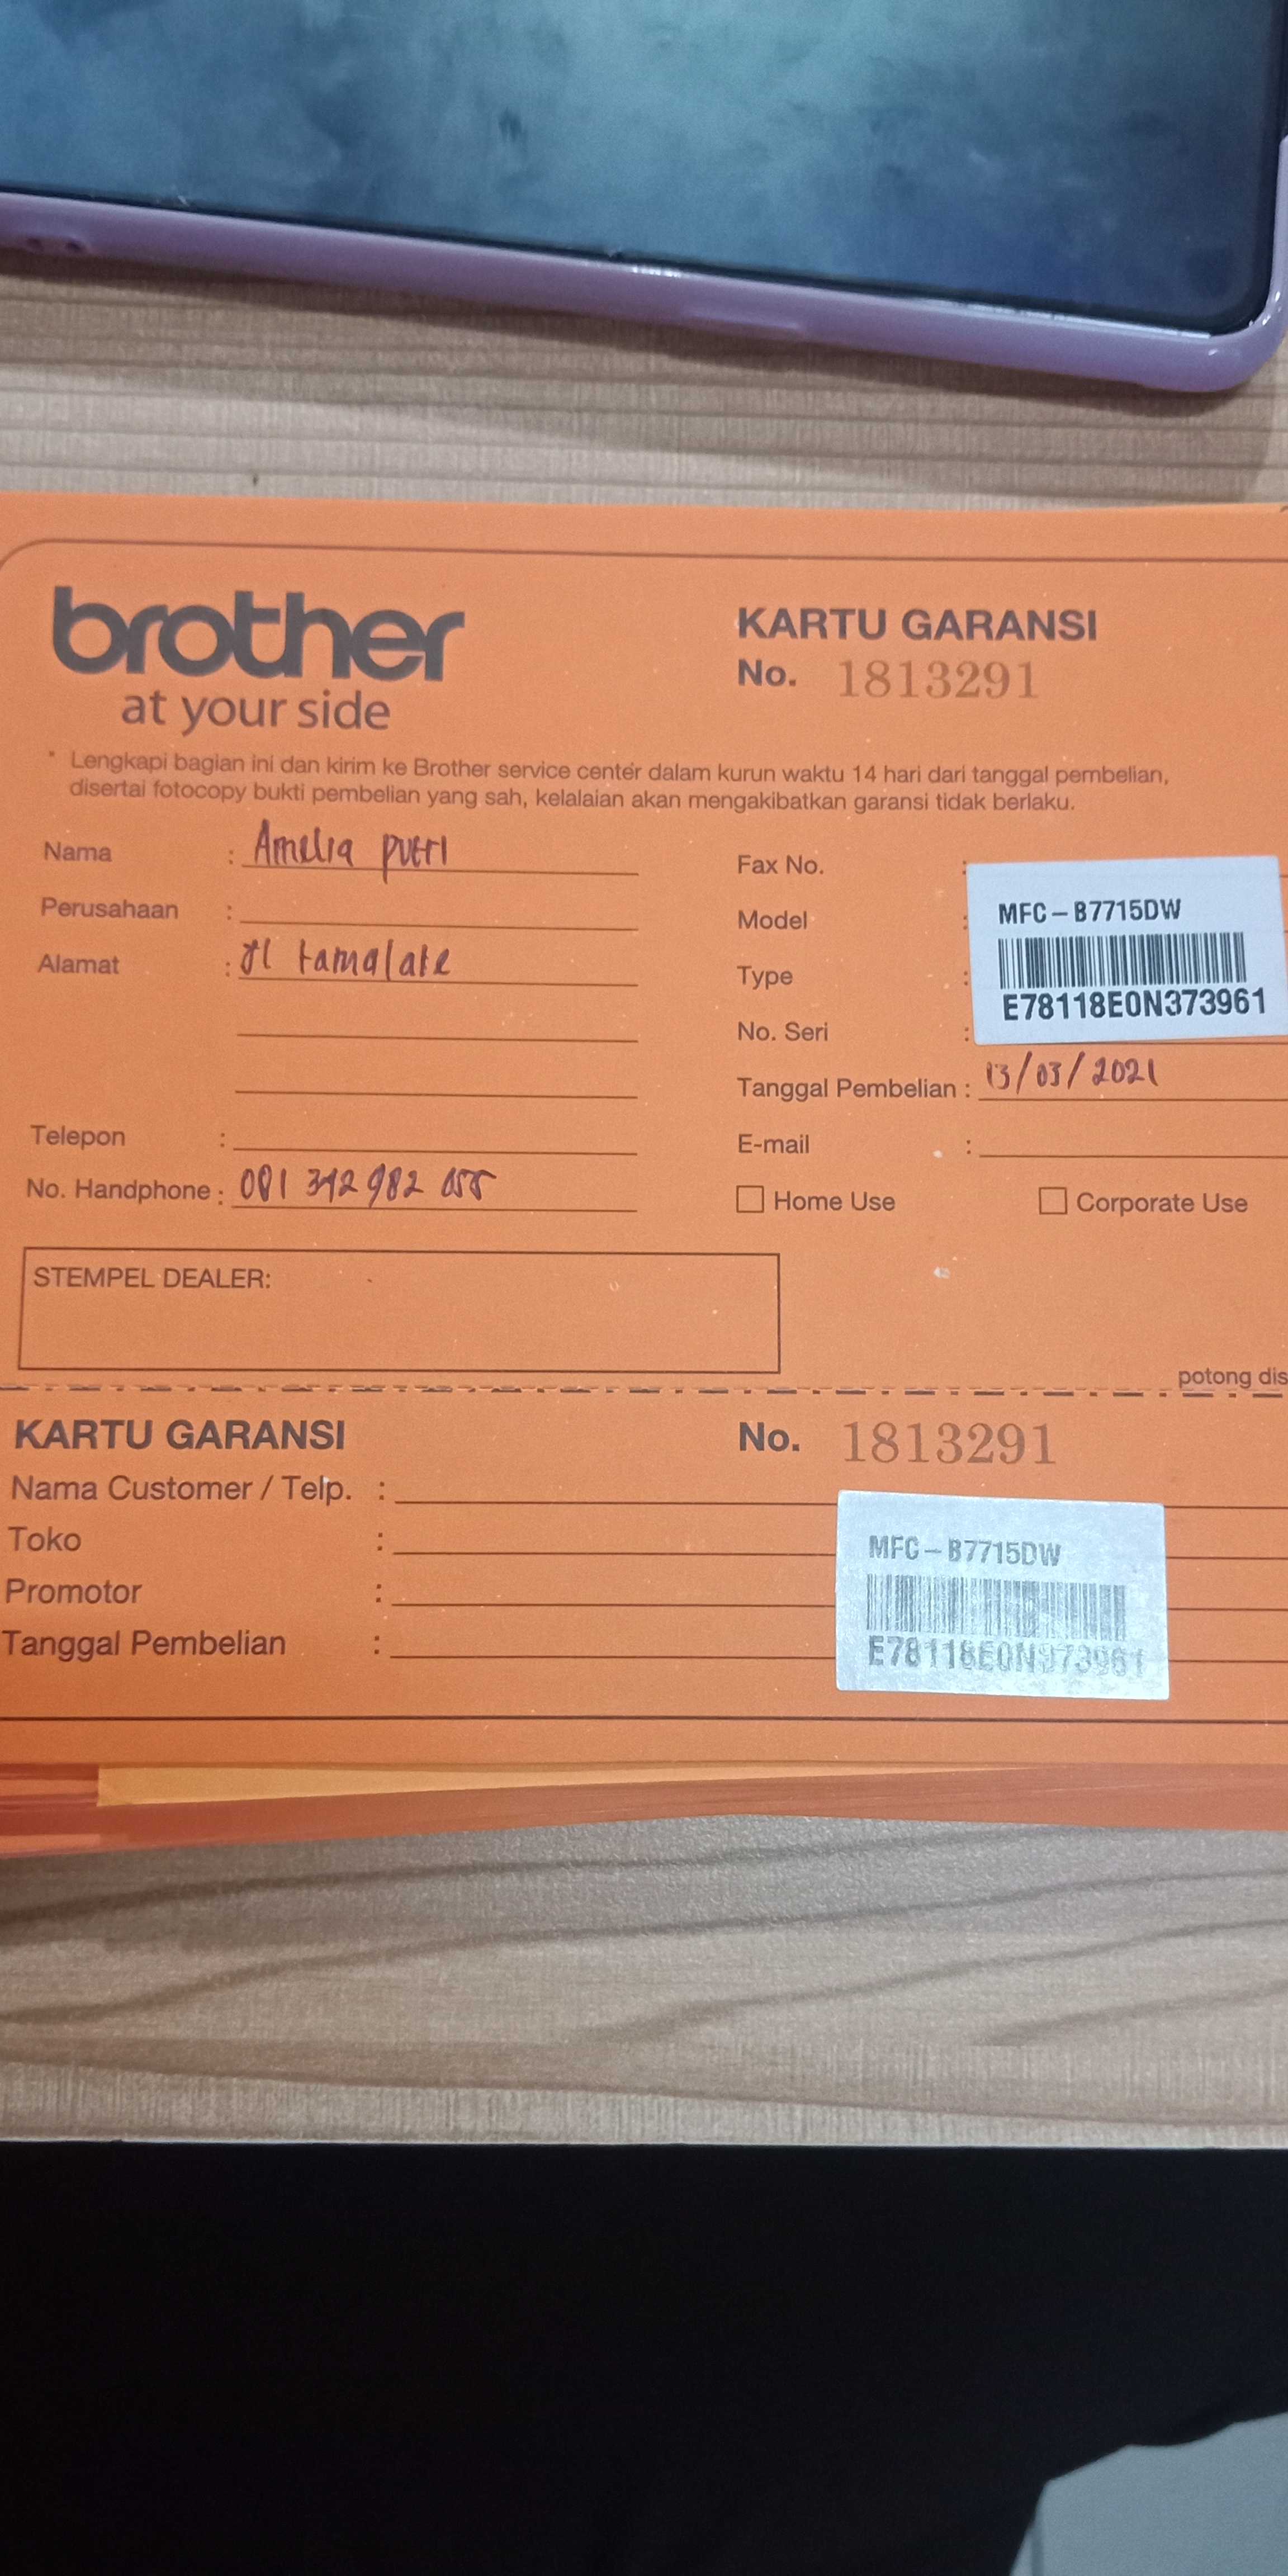 brother
at your side
KARTU GARANSI
No. 1813291
* Lengkapi bagian ini dan kirim ke Brother service center dalam kurun waktu 14 hari dari tanggal pembelian,
disertai fotocopy bukti pembelian yang sah, kelalaian akan mengakibatkan garansi tidak berlaku.
Nama : Amelia putri
Perusahaan :
Alamat : Jl tamalate
Telepon :
No. Handphone : 081 342 982 055
Fax No. :
Model :
Type :
No. Seri :
MFC-B7715DW
E78118E0N373961
Tanggal Pembelian : 13/03/2021
E-mail :
Home Use
Corporate Use
STEMPEL DEALER:
potong dis
KARTU GARANSI
No. 1813291
Nama Customer / Telp. :
Toko :
Promotor :
Tanggal Pembelian :
MFC-B7715DW
E78118E0N373961